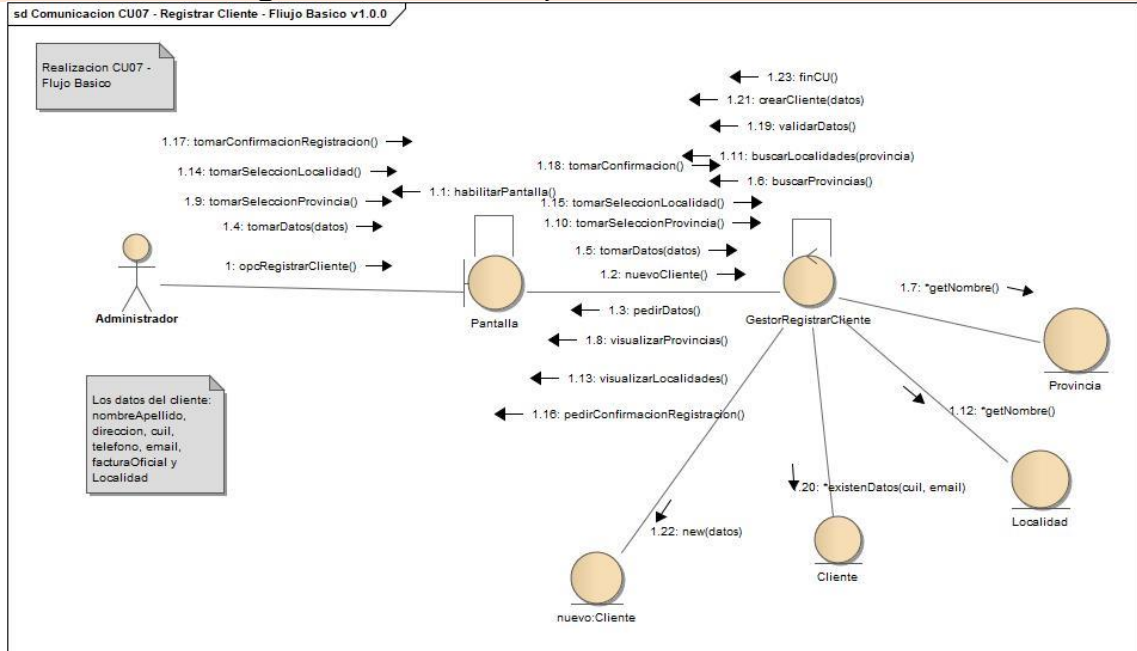 sd Comunicacion CU07 - Registrar Cliente - Fliujo Basico v1.0.0
Realizacion CU07 -
Flujo Basico
1.23: finCU()
1.21: crearCliente(datos)
1.19: validarDatos()
1.17: tomarConfirmacionRegistracion()
1.11: buscarLocalidades(provincia)
1.18: tomarConfirmacion()
1.14: tomarSeleccionLocalidad()
1.6: buscarProvincias()
1.1: habilitarPantalla()
1.9: tomarSeleccionProvincia()
1.15: tomarSeleccionLocalidad()
1.4: tomarDatos(datos)
1.10: tomarSeleccionProvincia()
1.5: tomarDatos(datos)
1: opcRegistrarCliente()
1.2: nuevoCliente()
1.7: *getNombre()
Administrador
Pantalla
GestorRegistrarCliente
1.3: pedirDatos()
1.8: visualizarProvincias()
Provincia
1.13: visualizarLocalidades()
1.16: pedirConfirmacionRegistracion()
1.12: *getNombre()
Los datos del cliente:
nombreApellido,
direccion, cuil,
telefono, email,
facturaOficial y
Localidad
1.20: *existenDatos(cuil, email)
Localidad
1.22: new(datos)
Cliente
nuevo:Cliente